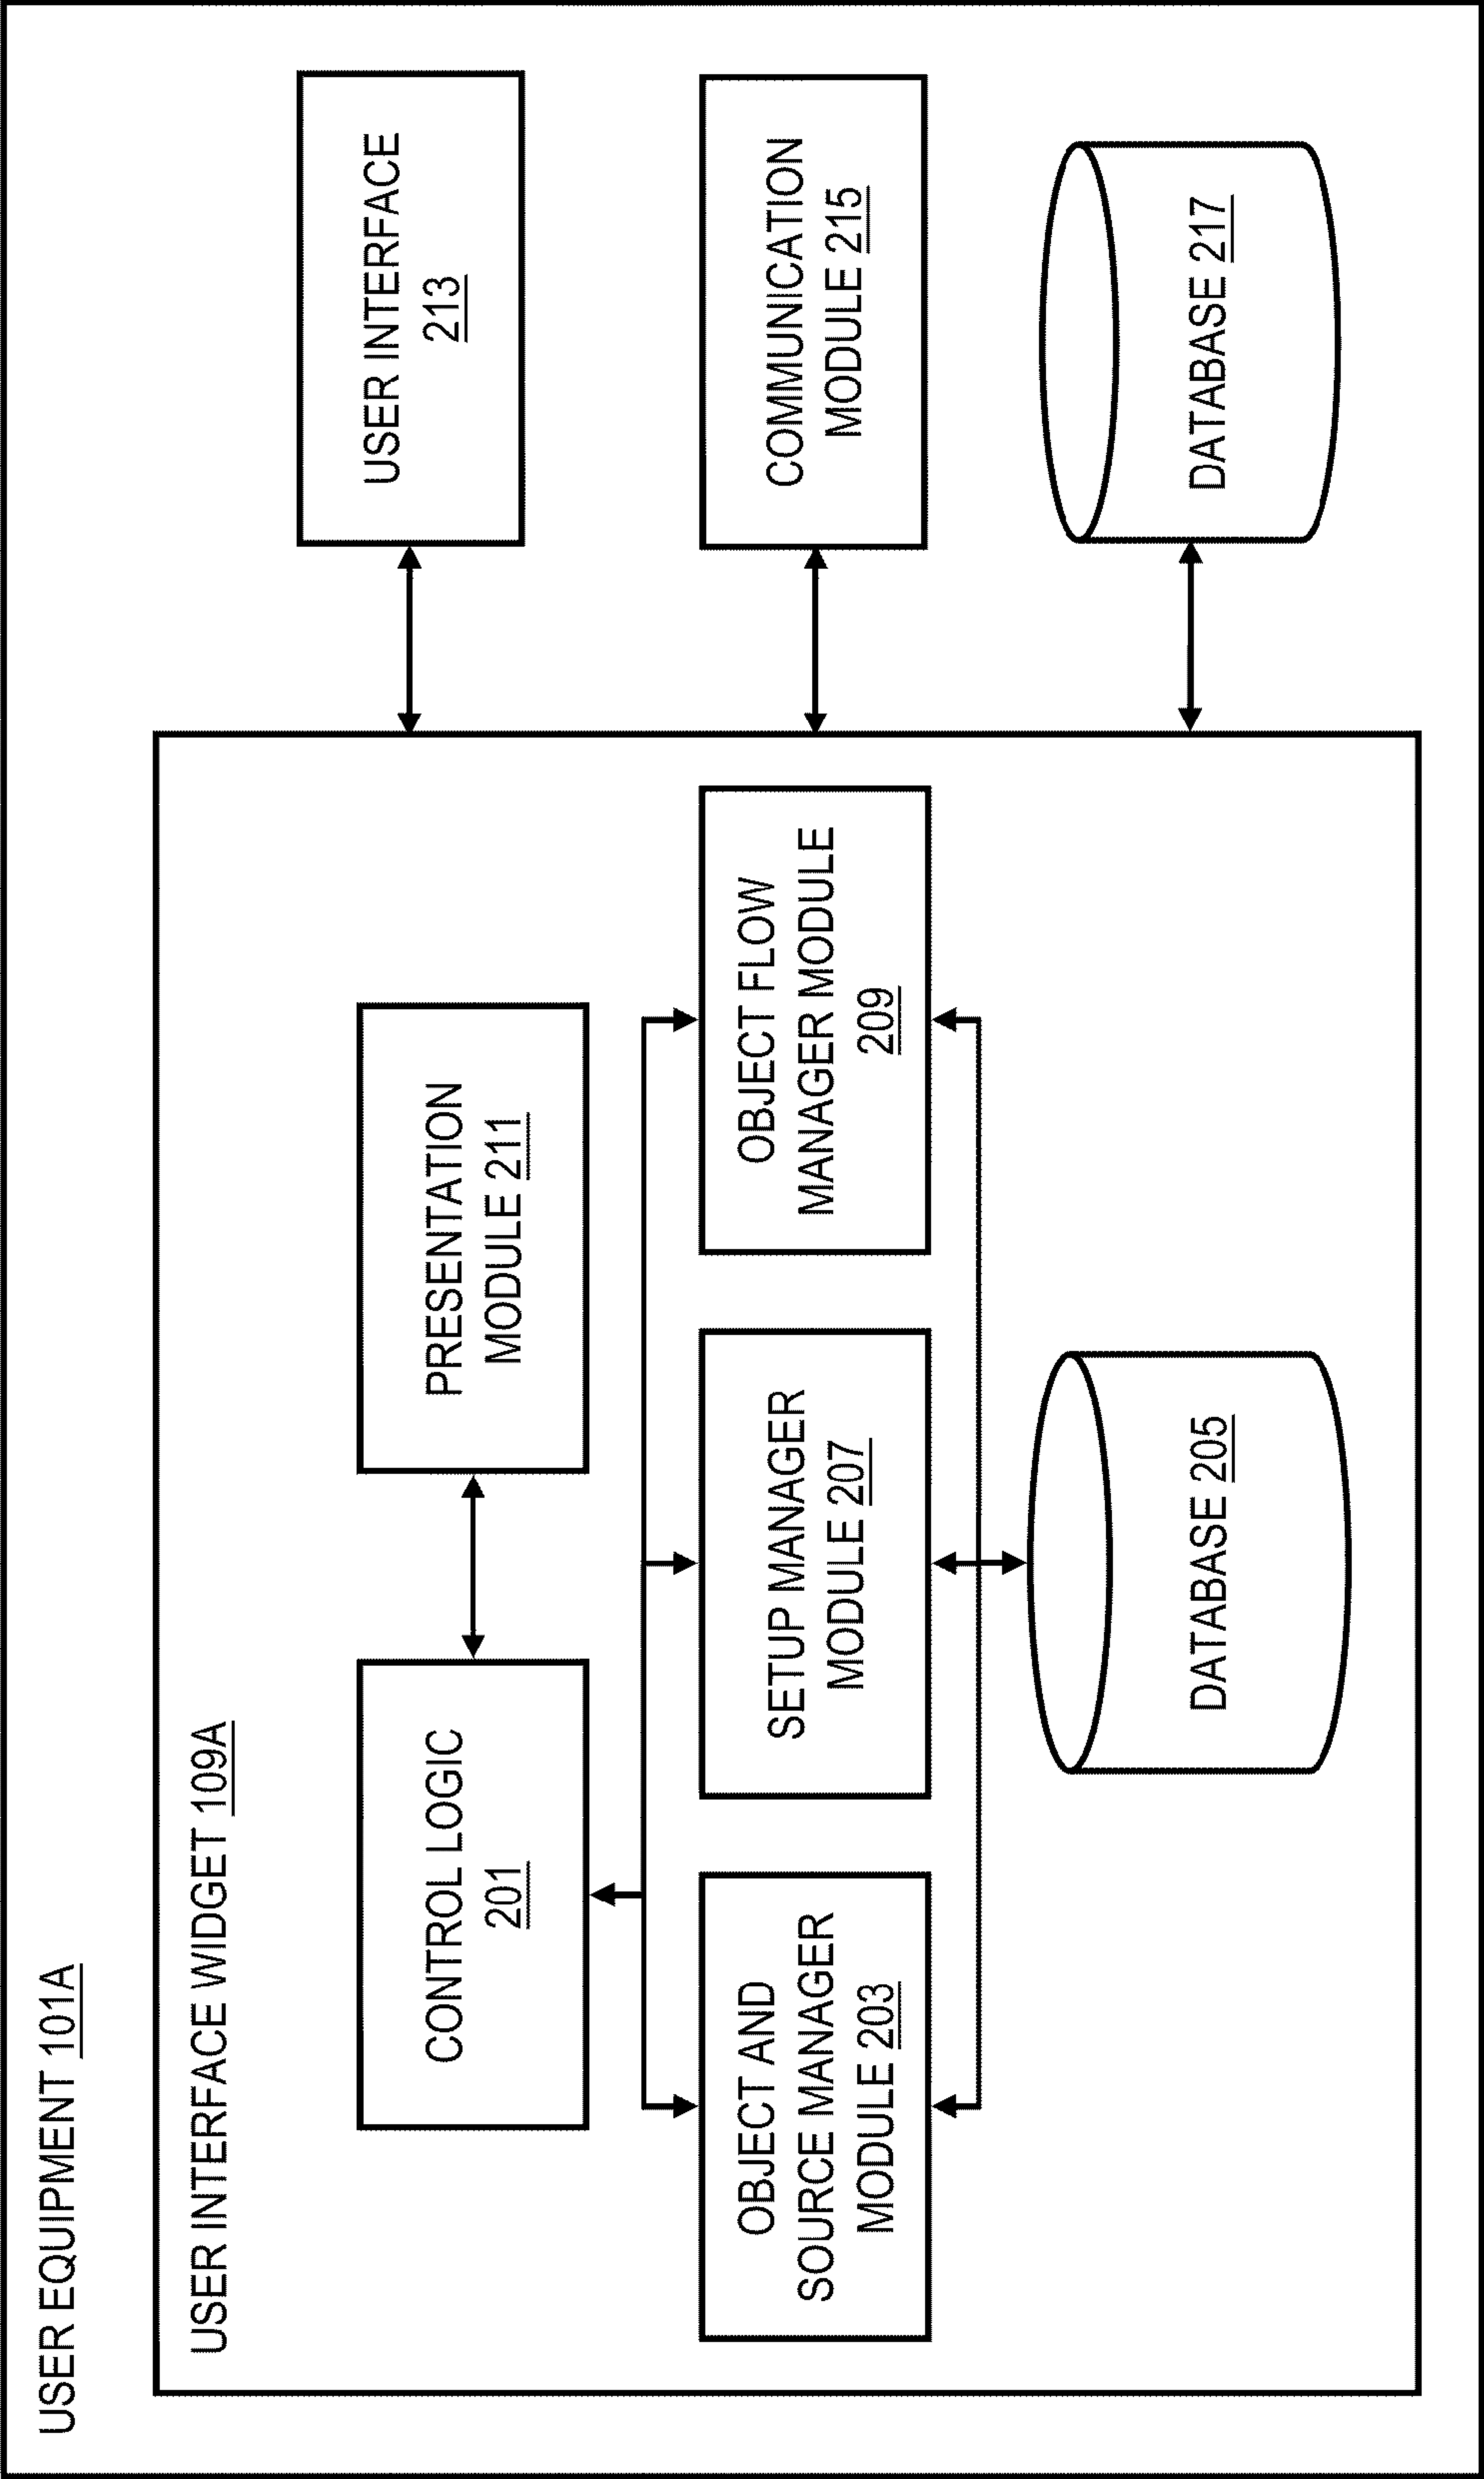 USER EQUIPMENT 101A
USER INTERFACE WIDGET 109A
CONTROL LOGIC
201
PRESENTATION
MODULE 211
USER INTERFACE
213
OBJECT AND
SOURCE MANAGER
MODULE 203
SETUP MANAGER
MODULE 207
OBJECT FLOW
MANAGER MODULE
209
COMMUNICATION
MODULE 215
DATABASE 205
DATABASE 217